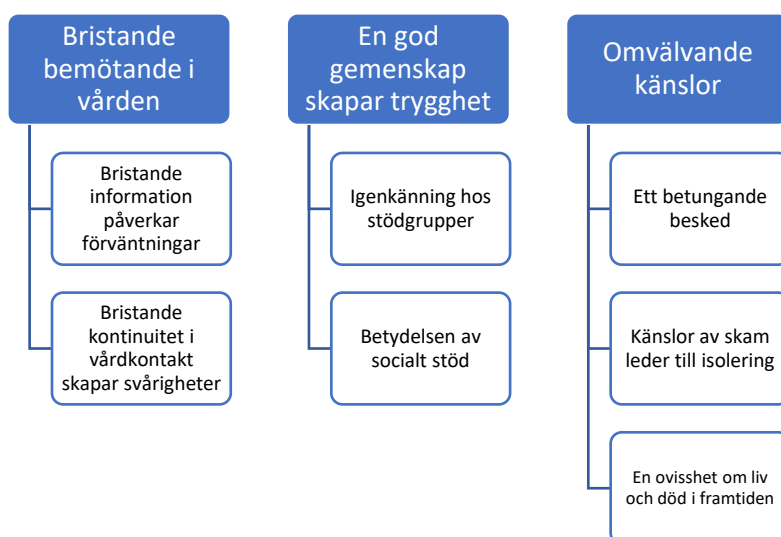 Bristande
bemötande i
vården
Bristande
information
påverkar
förväntningar
Bristande
kontinuitet i
vårdkontakt
skapar svårigheter
En god
gemenskap
skapar trygghet
Igenkänning hos
stödgrupper
Betydelsen av
socialt stöd
Omvälvande
känslor
Ett betungande
besked
Känslor av skam
leder till isolering
En ovisshet om liv
och död i framtiden